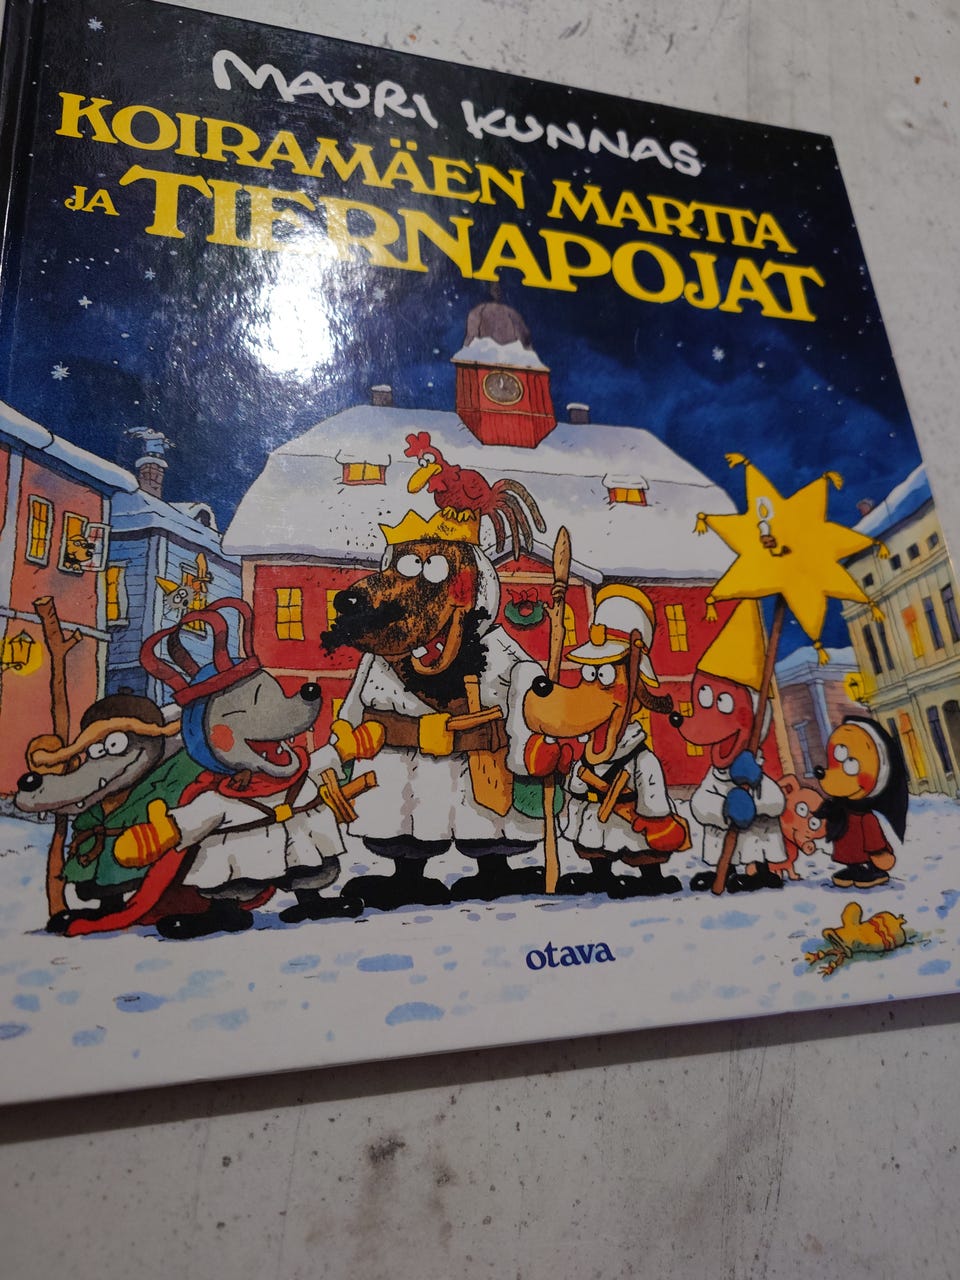 MAURI KUNNAS
KOIRAMÄEN MARTTA
JA TIERNAPOJAT
otava